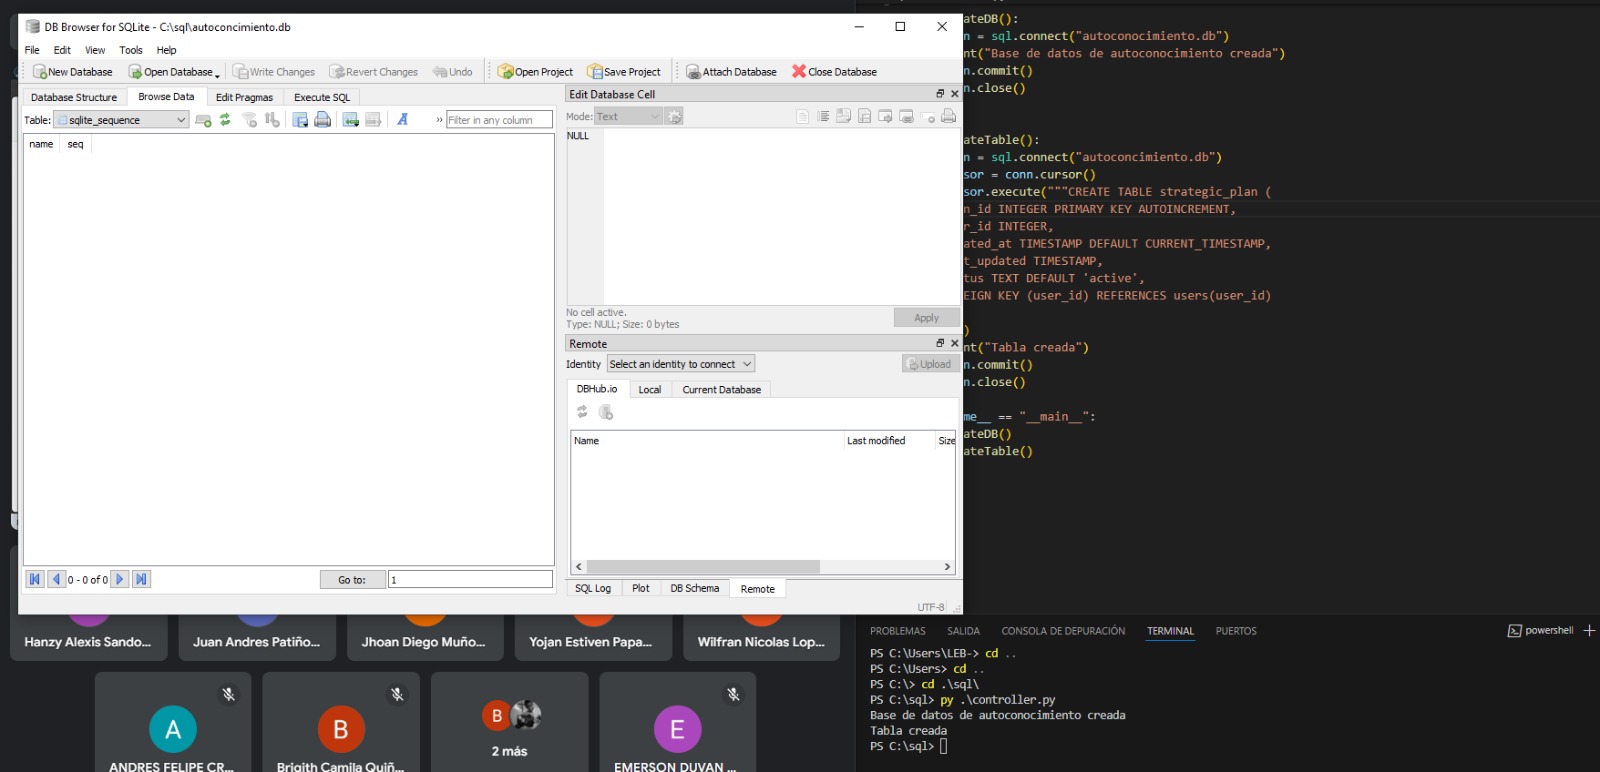 DB Browser for SQLite - C:\sql\autoconcimiento.db
File Edit View Tools Help
New Database Open Database Write Changes Revert Changes Undo Open Project Save Project Attach Database Close Database
Database Structure Browse Data Edit Pragmas Execute SQL
Table: sqlite_sequence Filter in any column
name seq
0 - 0 of 0 Go to: 1
Edit Database Cell
Mode: Text
NULL
No cell active.
Type: NULL; Size: 0 bytes
Apply
Remote
Identity Select an identity to connect Upload
DBHub.io Local Current Database
Name Last modified Size
SQL Log Plot DB Schema Remote
UTF-8
ateDB():
n = sql.connect("autoconocimiento.db")
nt("Base de datos de autoconocimiento creada")
n.commit()
n.close()
ateTable():
n = sql.connect("autoconcimiento.db")
sor = conn.cursor()
sor.execute("""CREATE TABLE strategic_plan (
n_id INTEGER PRIMARY KEY AUTOINCREMENT,
r_id INTEGER,
ated_at TIMESTAMP DEFAULT CURRENT_TIMESTAMP,
t_updated TIMESTAMP,
tus TEXT DEFAULT 'active',
EIGN KEY (user_id) REFERENCES users(user_id)
)
nt("Tabla creada")
n.commit()
n.close()
me__ == "__main__":
ateDB()
ateTable()
PROBLEMAS SALIDA CONSOLA DE DEPURACIÓN TERMINAL PUERTOS powershell
PS C:\Users\LEB-> cd ..
PS C:\Users> cd ..
PS C:\> cd .\sql\
PS C:\sql> py .\controller.py
Base de datos de autoconocimiento creada
Tabla creada
PS C:\sql>
Hanzy Alexis Sando... Juan Andres Patiño... Jhoan Diego Muño... Yojan Estiven Papa... Wilfran Nicolas Lop...
A B B E
2 más
ANDRES FELIPE CR... Brigith Camila Quiñ... EMERSON DUVAN ...